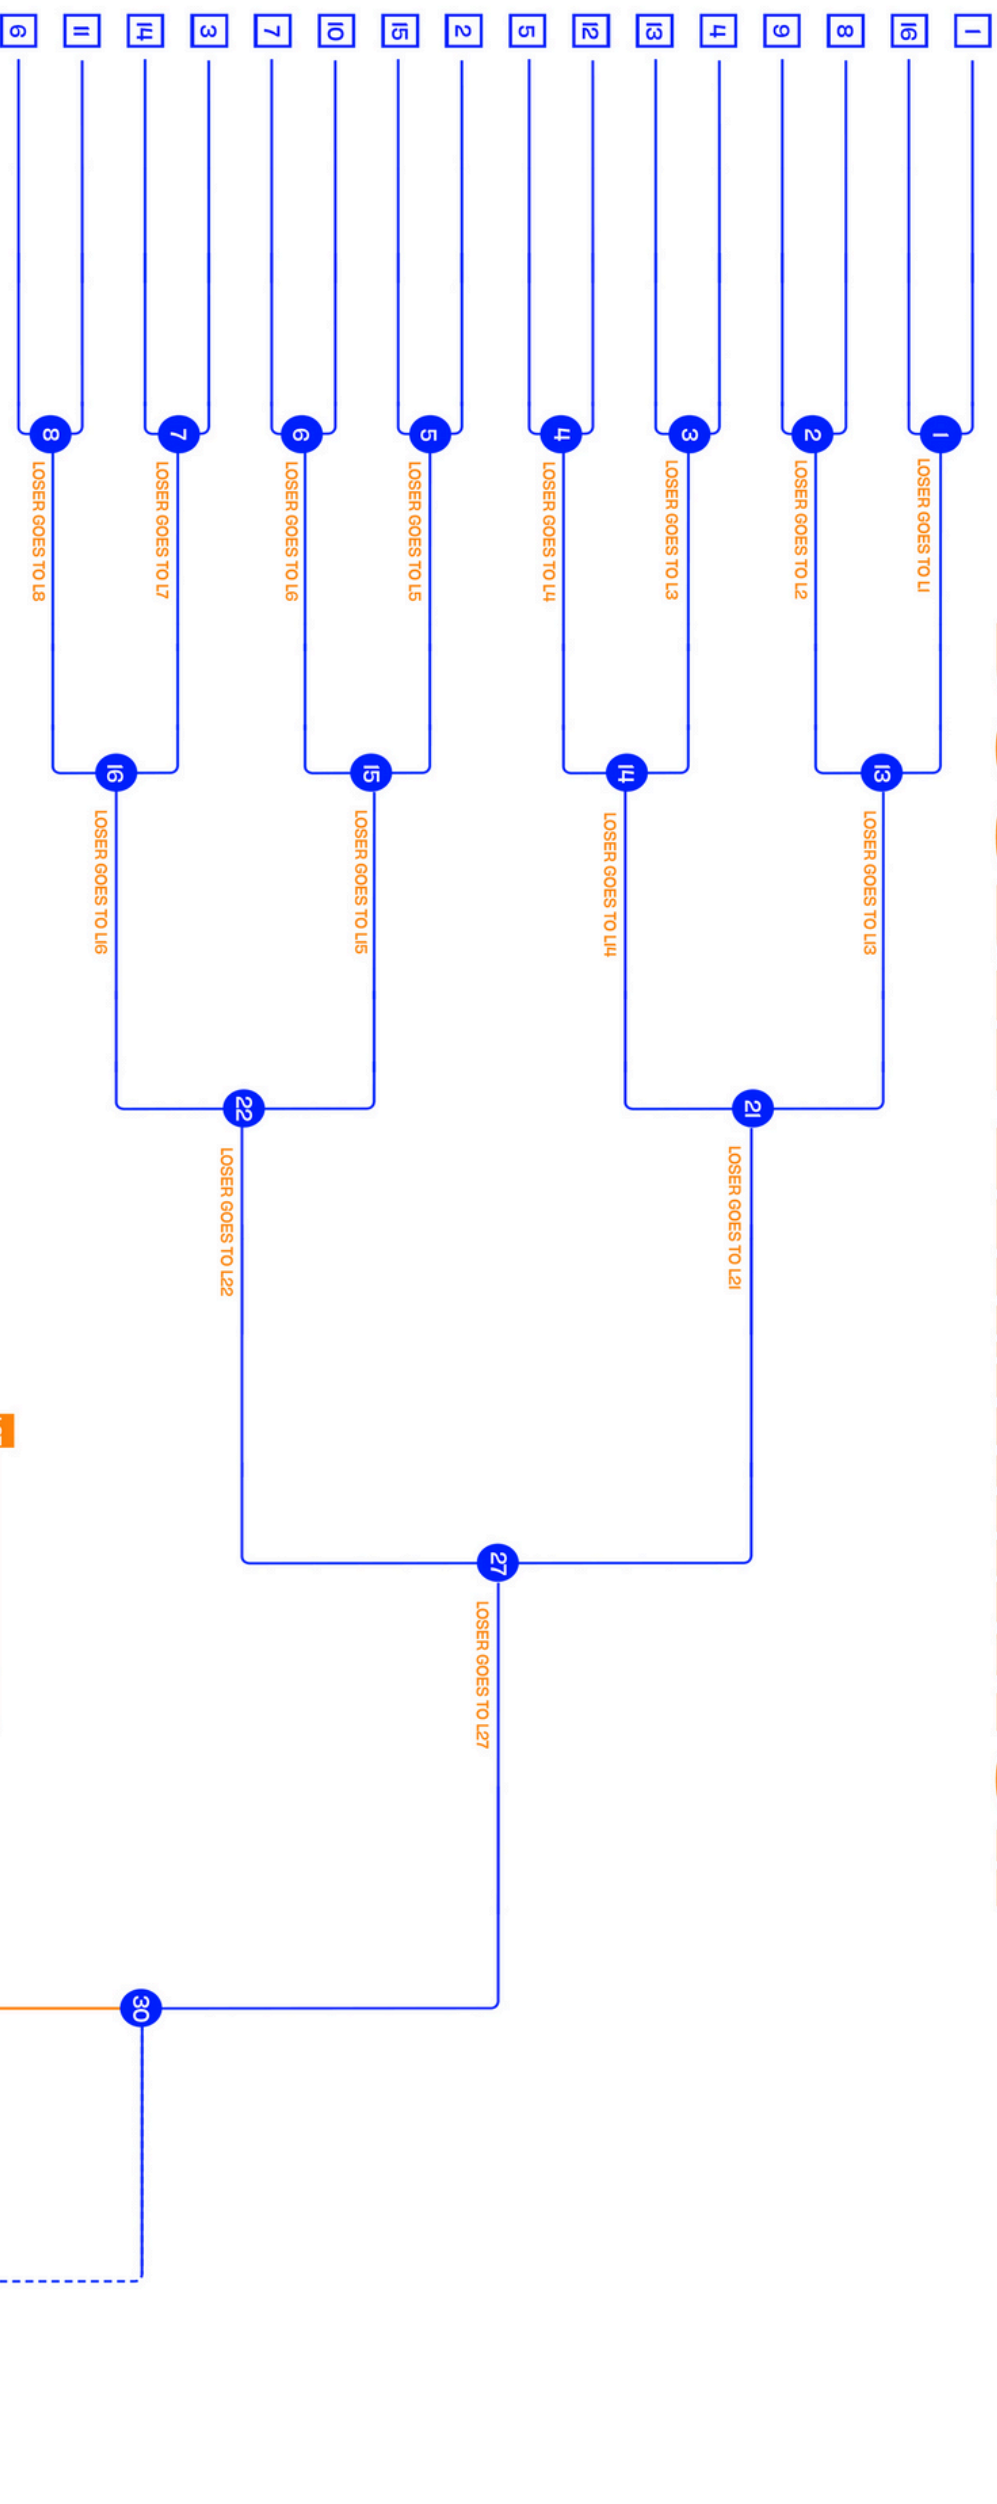 1
16
8
9
4
13
12
5
2
15
10
7
3
14
11
6
1
LOSER GOES TO L1
2
LOSER GOES TO L2
3
LOSER GOES TO L3
4
LOSER GOES TO L4
5
LOSER GOES TO L5
6
LOSER GOES TO L6
7
LOSER GOES TO L7
8
LOSER GOES TO L8
13
LOSER GOES TO L13
14
LOSER GOES TO L14
15
LOSER GOES TO L15
16
LOSER GOES TO L16
21
LOSER GOES TO L21
22
LOSER GOES TO L22
27
LOSER GOES TO L27
30